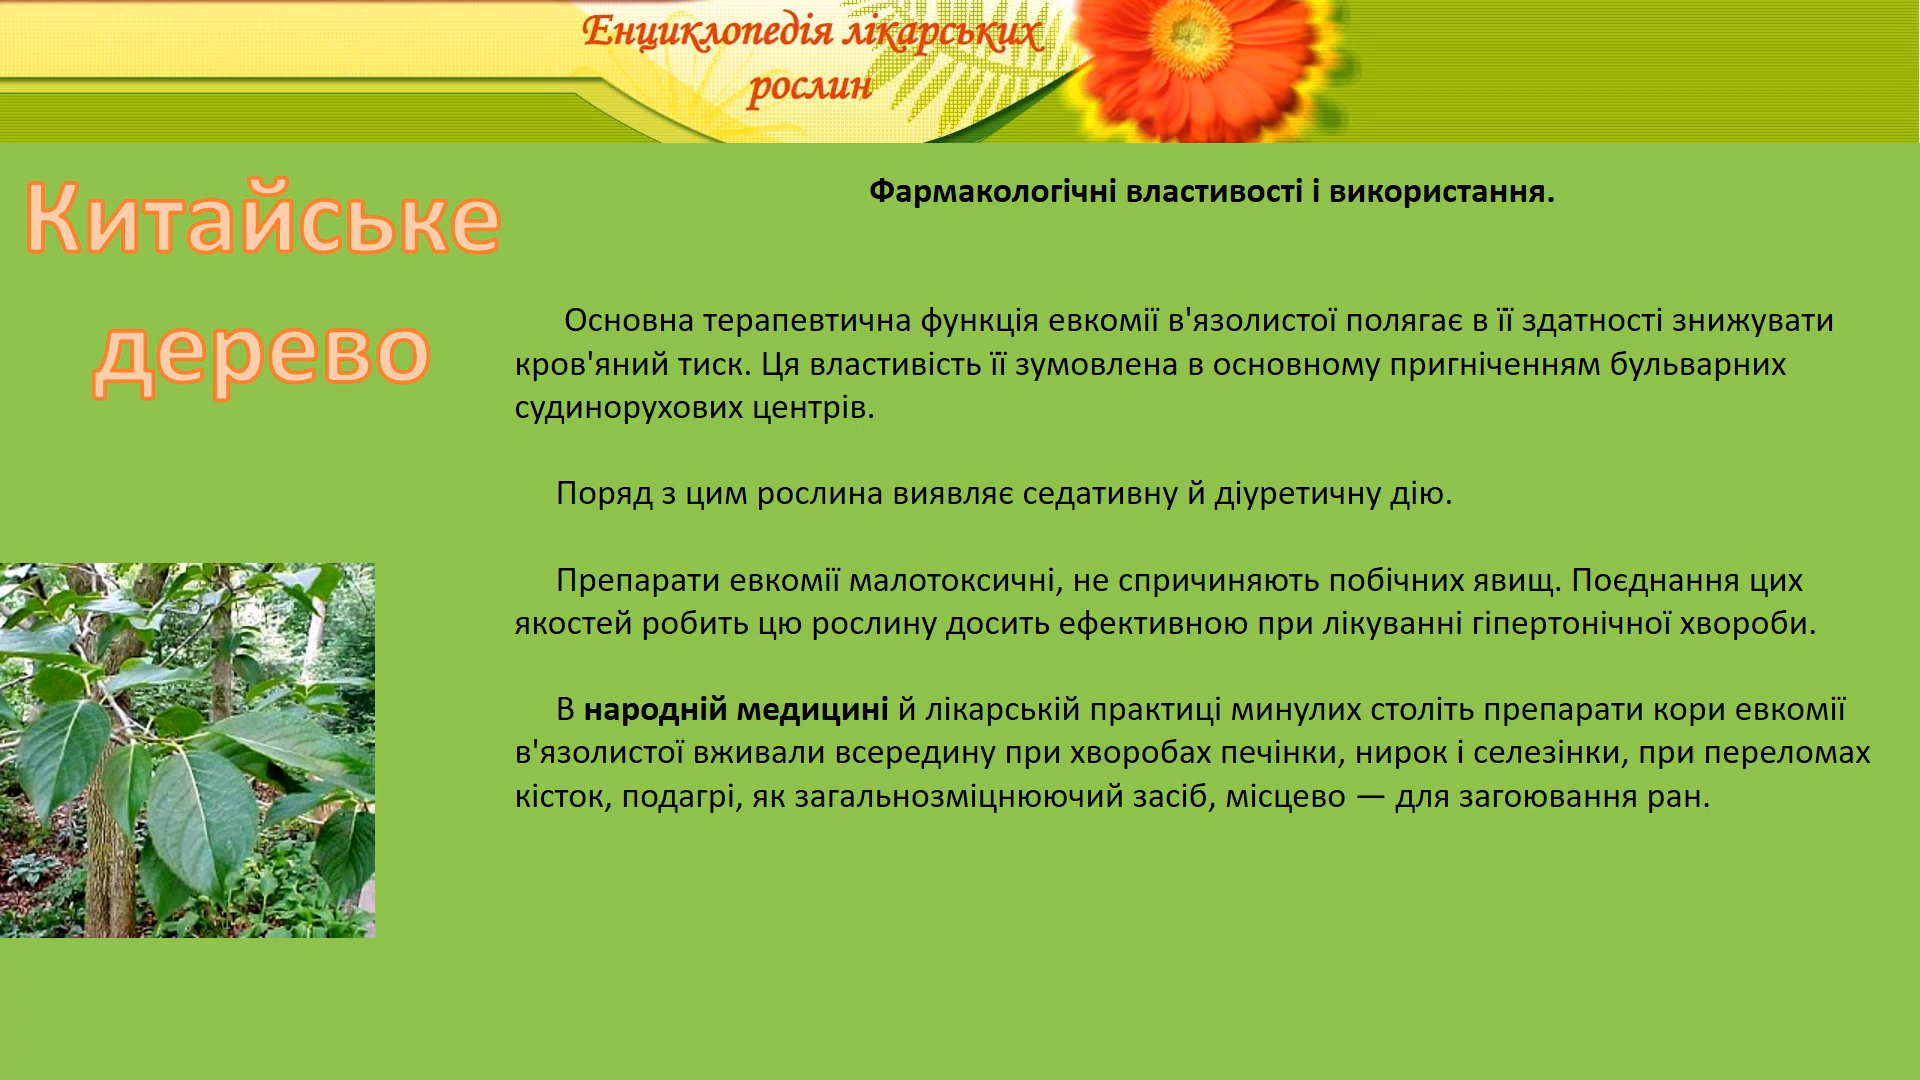 Енциклопедія лікарських
рослин
Китайське
дерево
Фармакологічні властивості і використання.
Основна терапевтична функція евкомії в'язолистої полягає в її здатності знижувати
кров'яний тиск. Ця властивість її зумовлена в основному пригніченням бульварних
судинорухових центрів.
Поряд з цим рослина виявляє седативну й діуретичну дію.
Препарати евкомії малотоксичні, не спричиняють побічних явищ. Поєднання цих
якостей робить цю рослину досить ефективною при лікуванні гіпертонічної хвороби.
В народній медицині й лікарській практиці минулих століть препарати кори евкомії
в'язолистої вживали всередину при хворобах печінки, нирок і селезінки, при переломах
кісток, подагрі, як загальнозміцнюючий засіб, місцево — для загоювання ран.